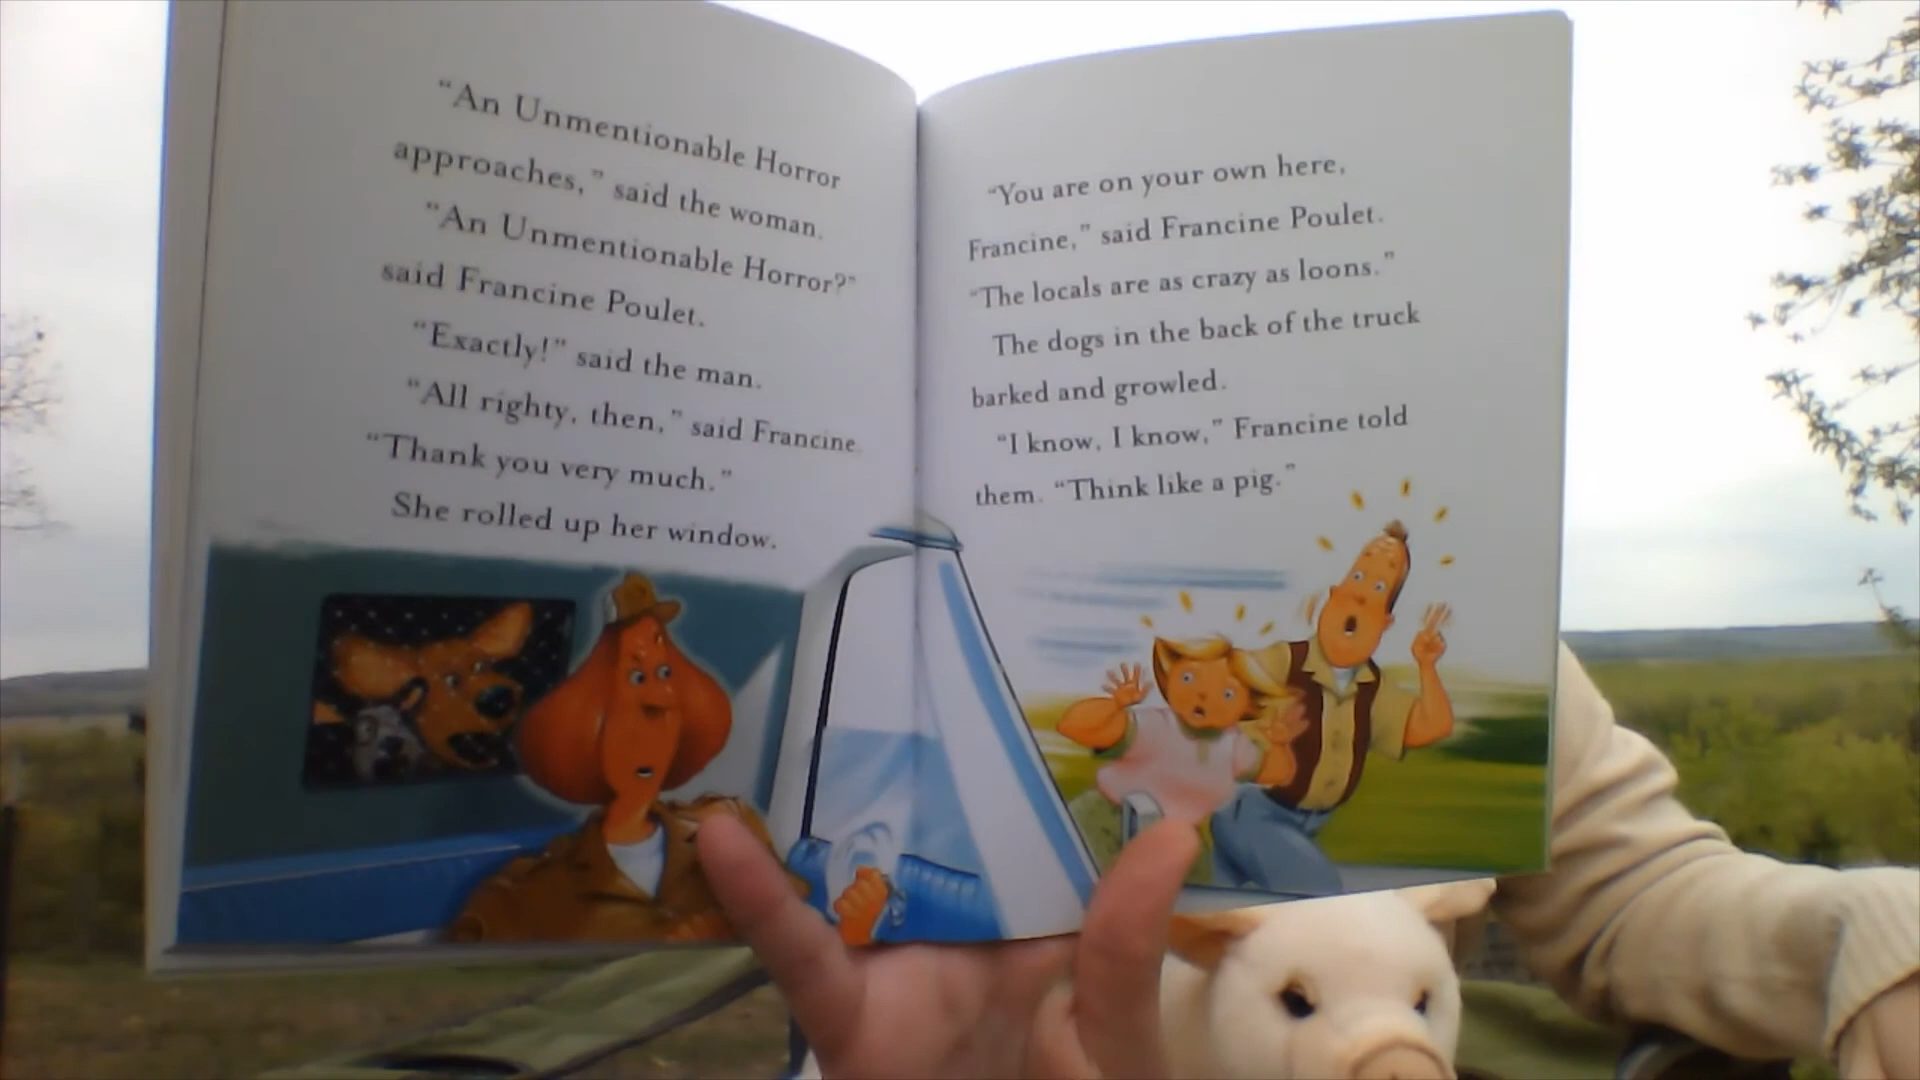 “An Unmentionable Horror
approaches,” said the woman.
“An Unmentionable Horror?”
said Francine Poulet.
“Exactly!” said the man.
“All righty, then,” said Francine.
“Thank you very much.”
She rolled up her window.
“You are on your own here,
Francine,” said Francine Poulet.
“The locals are as crazy as loons.”
The dogs in the back of the truck
barked and growled.
“I know, I know,” Francine told
them. “Think like a pig.”